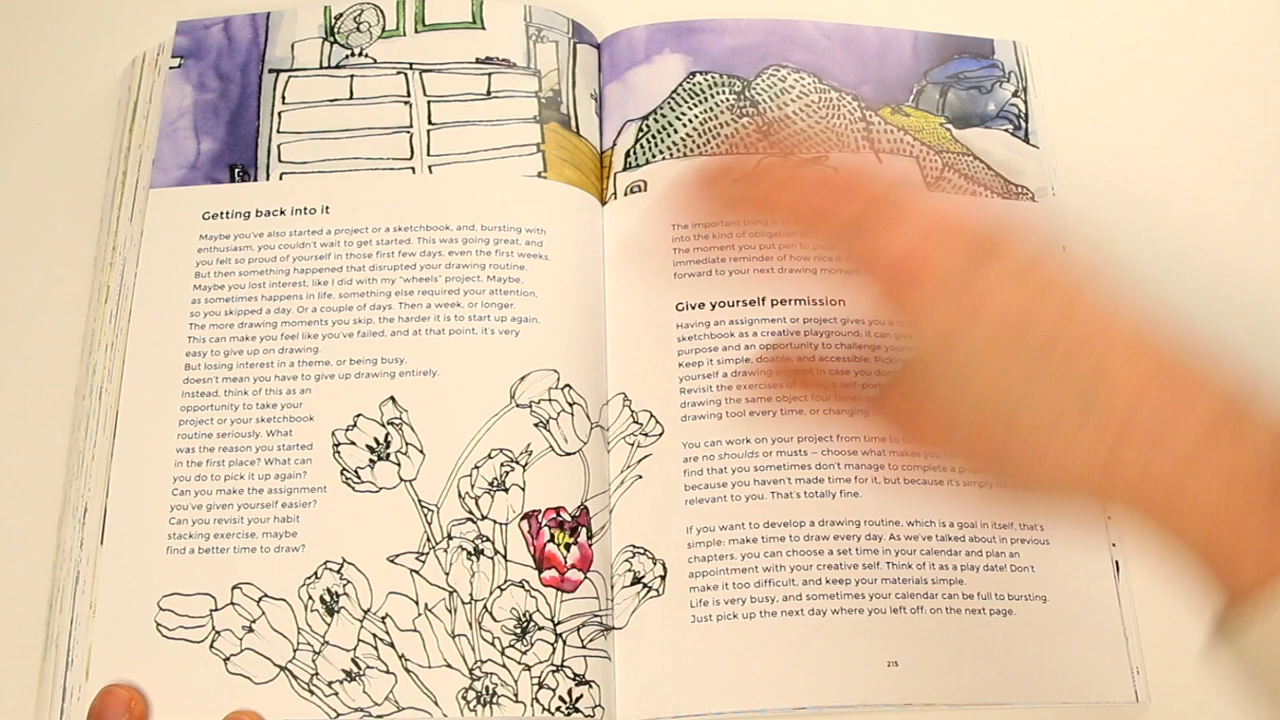 Getting back into it
Maybe you've also started a project or a sketchbook, and, bursting with
enthusiasm, you couldn't wait to get started. This was going great, and
you felt so proud of yourself in those first few days, even the first weeks.
But then something happened that disrupted your drawing routine.
Maybe you lost interest, like I did with my "wheels" project. Maybe,
as sometimes happens in life, something else required your attention,
so you skipped a day. Or a couple of days. Then a week, or longer.
The more drawing moments you skip, the harder it is to start up again.
This can make you feel like you've failed, and at that point, it's very
easy to give up on drawing.
But losing interest in a theme, or being busy,
doesn't mean you have to give up drawing entirely.
Instead, think of this as an
opportunity to take your
project or your sketchbook
routine seriously. What
was the reason you started
in the first place? What can
you do to pick it up again?
Can you make the assignment
you've given yourself easier?
Can you revisit your habit
stacking exercise, maybe
find a better time to draw?
The important thing is
into the kind of obligation
The moment you put pen to
immediate reminder of how nice
forward to your next drawing
Give yourself permission
Having an assignment or project gives you a
sketchbook as a creative playground; it can
purpose and an opportunity to challenge
Keep it simple, doable, and accessible.
yourself a drawing in case you
Revisit the exercises of a
drawing the same object four times
drawing tool every time, or changing
You can work on your project from time to
are no shoulds or musts – choose what makes
find that you sometimes don't manage to complete a
because you haven't made time for it, but because it's simply
relevant to you. That's totally fine.
If you want to develop a drawing routine, which is a goal in itself, that's
simple: make time to draw every day. As we've talked about in previous
chapters, you can choose a set time in your calendar and plan an
appointment with your creative self. Think of it as a play date! Don't
make it too difficult, and keep your materials simple.
Life is very busy, and sometimes your calendar can be full to bursting.
Just pick up the next day where you left off: on the next page.
215